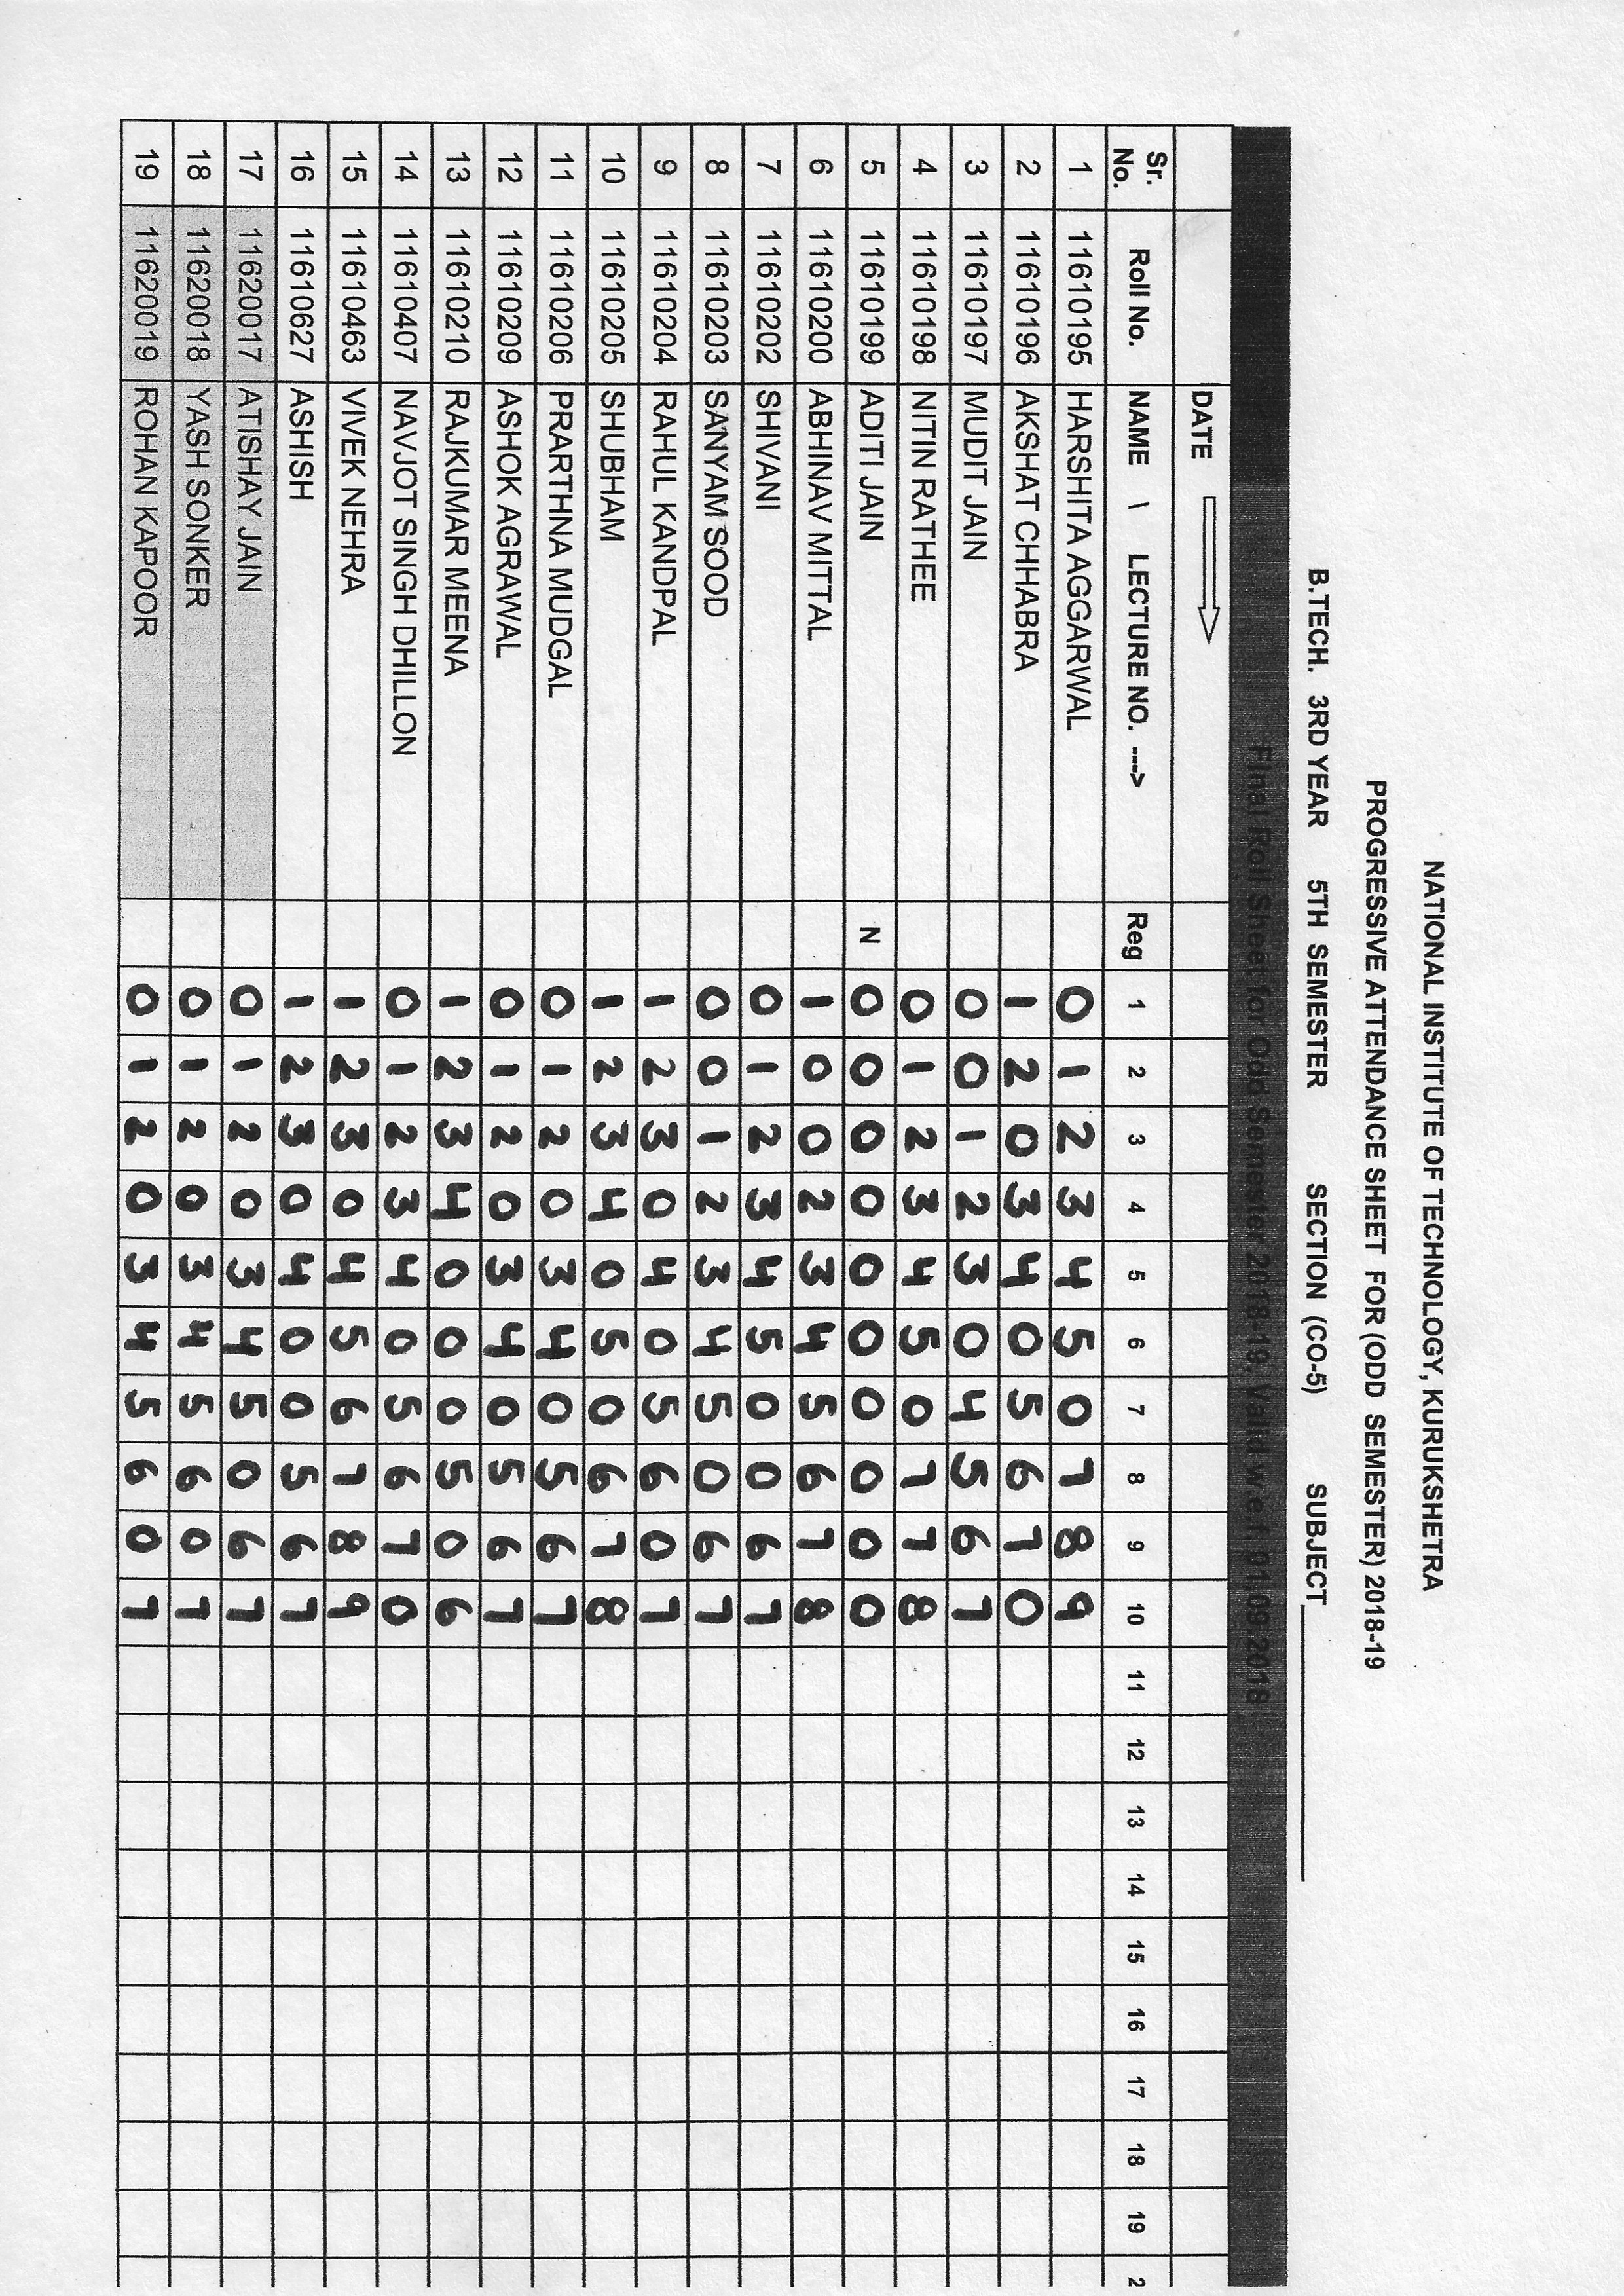 NATIONAL INSTITUTE OF TECHNOLOGY, KURUKSHETRA
PROGRESSIVE ATTENDANCE SHEET FOR (ODD SEMESTER) 2018-19
B.TECH. 3RD YEAR 5TH SEMESTER SECTION (CO-5) SUBJECT
Final Roll Sheet for Odd Semester 2018-19. Valid w.e.f. 01.09.2018
DATE
Sr. No. Roll No. NAME \ LECTURE NO. ---> Reg 1 2 3 4 5 6 7 8 9 10 11 12 13 14 15 16 17 18 19 2
1 11610195 HARSHITA AGGARWAL 0 1 2 3 4 5 0 7 8 9
2 11610196 AKSHAT CHHABRA 1 2 0 3 4 0 5 6 7 0
3 11610197 MUDIT JAIN 0 0 1 2 3 0 4 5 6 7
4 11610198 NITIN RATHEE 0 1 2 3 4 5 0 7 7 8
5 11610199 ADITI JAIN N 0 0 0 0 0 0 0 0 0 0
6 11610200 ABHINAV MITTAL 1 0 0 2 3 4 5 6 7 8
7 11610202 SHIVANI 0 1 2 3 4 5 0 0 6 7
8 11610203 SANYAM SOOD 0 0 1 2 3 4 5 0 6 7
9 11610204 RAHUL KANDPAL 1 2 3 0 4 0 5 6 0 7
10 11610205 SHUBHAM 1 2 3 4 0 5 0 6 7 8
11 11610206 PRARTHNA MUDGAL 0 1 2 0 3 4 0 5 6 7
12 11610209 ASHOK AGRAWAL 0 1 2 0 3 4 0 5 6 7
13 11610210 RAJKUMAR MEENA 1 2 3 4 0 0 0 5 0 6
14 11610407 NAVJOT SINGH DHILLON 0 1 2 3 4 0 5 6 7 0
15 11610463 VIVEK NEHRA 1 2 3 0 4 5 6 7 8 9
16 11610627 ASHISH 1 2 3 0 4 0 0 5 6 7
17 11620017 ATISHAY JAIN 0 1 2 0 3 4 5 0 6 7
18 11620018 YASH SONKER 0 1 2 0 3 4 5 6 0 7
19 11620019 ROHAN KAPOOR 0 1 2 0 3 4 5 6 0 7